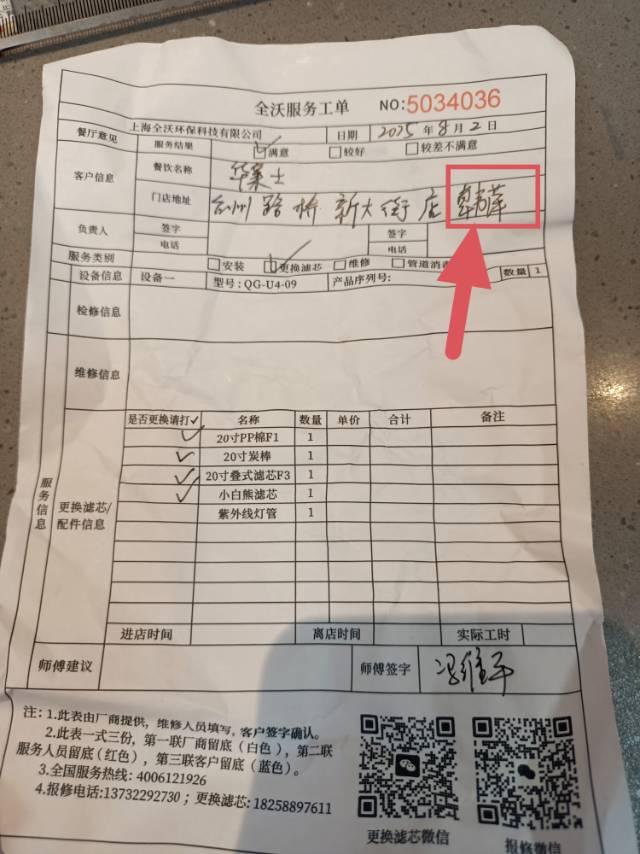 全沃服务工单 NO:5034036
上海全沃环保科技有限公司 日期 2025年8月2日
餐厅意见 服务结果 ☑满意 □较好 □较差不满意
客户信息 餐饮名称 华莱士
门店地址 台州路桥新大街店
负责人 签字 签字
电话 电话
服务类别 □安装 ☑更换滤芯 □维修 □管道消毒
设备信息 设备一 型号:QG-U4-09 产品序列号: 数量 1
检修信息
维修信息
服务信息
更换滤芯/配件信息
是否更换请打✓ 名称 数量 单价 合计 备注
✓ 20寸PP棉F1 1
✓ 20寸炭棒 1
✓ 20寸叠式滤芯F3 1
✓ 小白熊滤芯 1
紫外线灯管 1
进店时间 离店时间 实际工时
师傅建议 师傅签字 冯维平
注:1.此表由厂商提供,维修人员填写,客户签字确认。
2.此表一式三份,第一联厂商留底(白色),第二联
服务人员留底(红色),第三联客户留底(蓝色)。
3.全国服务热线:4006121926
4.报修电话:13732292730;更换滤芯:18258897611
更换滤芯微信 报修微信